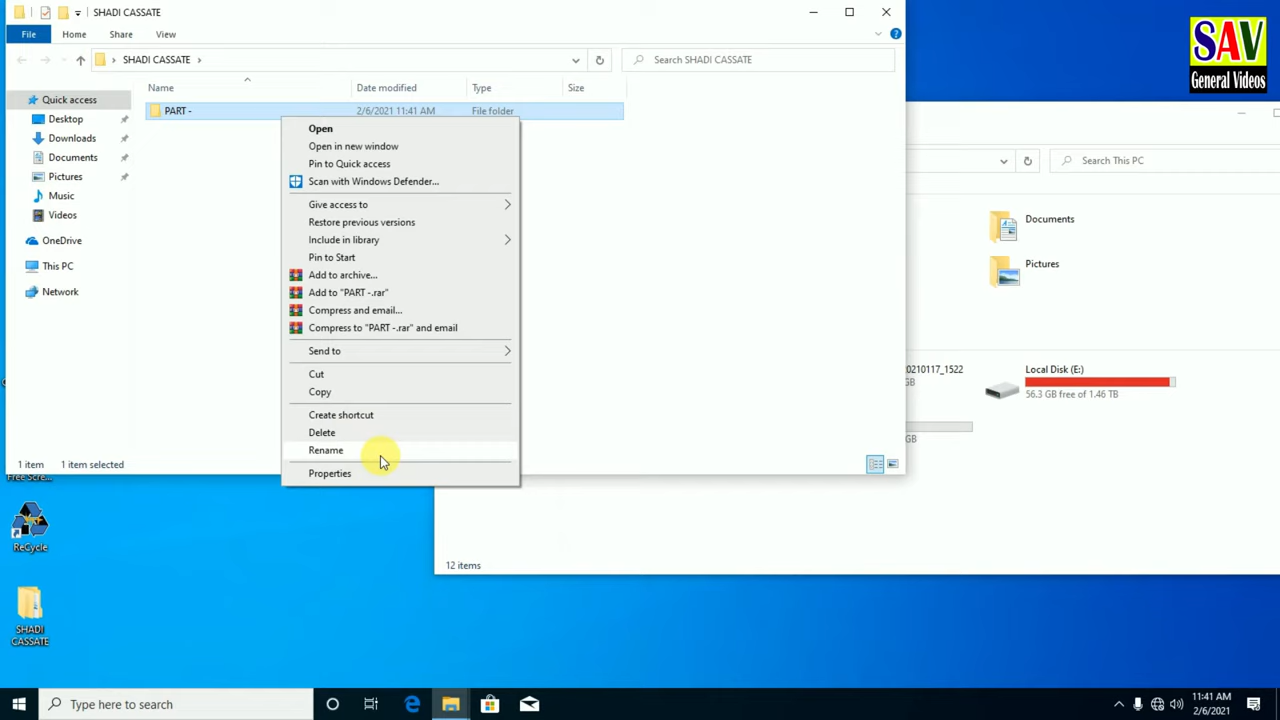 SHADI CASSATE
SAV
General Videos
File Home Share View
SHADI CASSATE
Search SHADI CASSATE
Name Date modified Type Size
Quick access
Desktop
Downloads
Documents
Pictures
Music
Videos
OneDrive
This PC
Network
PART - 2/6/2021 11:41 AM File folder
Open
Open in new window
Pin to Quick access
Scan with Windows Defender...
Give access to
Restore previous versions
Include in library
Pin to Start
Add to archive...
Add to "PART -.rar"
Compress and email...
Compress to "PART -.rar" and email
Send to
Cut
Copy
Create shortcut
Delete
Rename
Properties
1 item 1 item selected
Search This PC
Documents
Pictures
20210117_1522
GB
Local Disk (E:)
56.3 GB free of 1.46 TB
GB
12 items
Free Scre...
ReCycle
SHADI
CASSATE
Type here to search
11:41 AM
2/6/2021